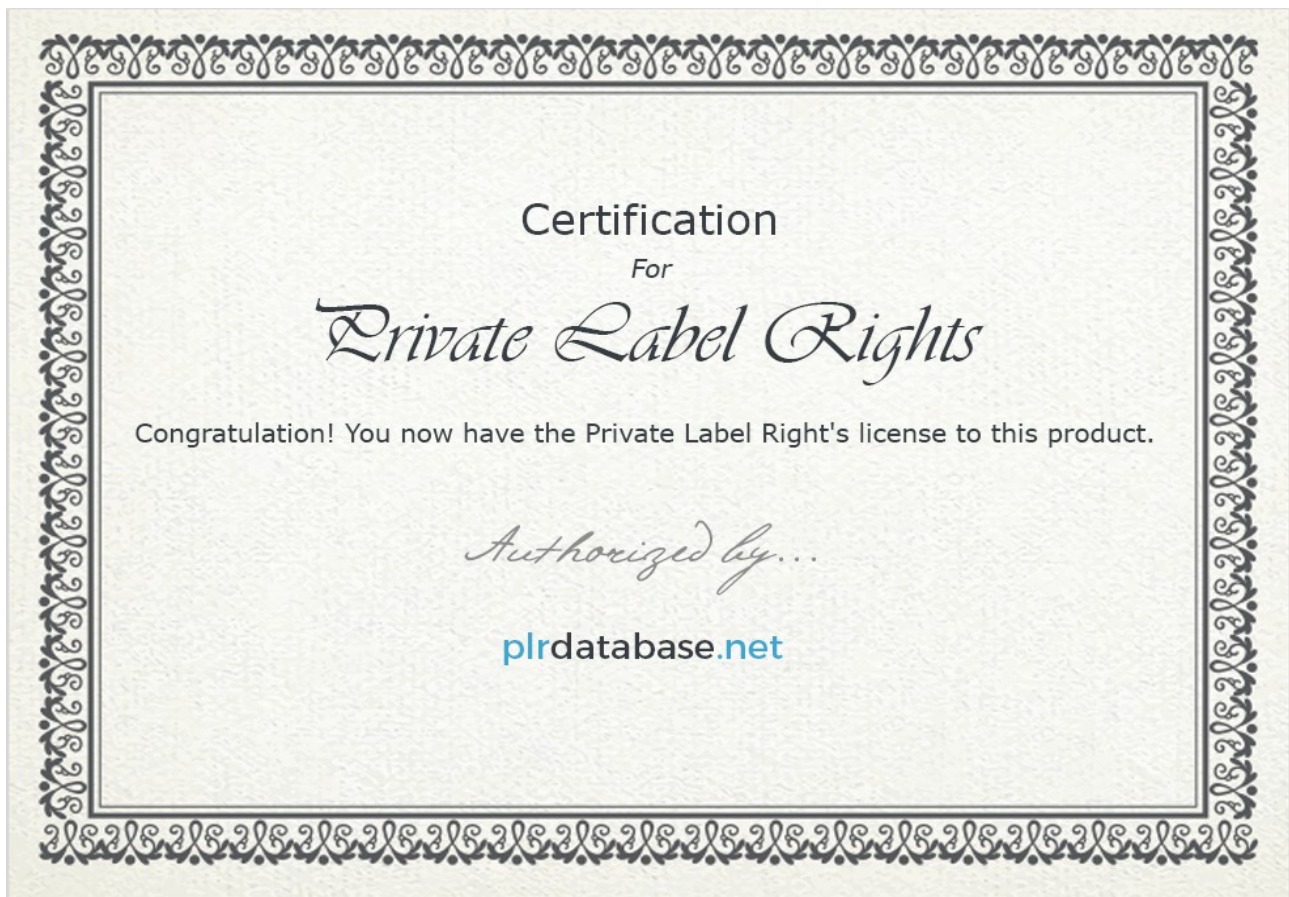 Certification
For
Private Label Rights
Congratulation! You now have the Private Label Right's license to this product.
Authorized by...
plrdatabase.net